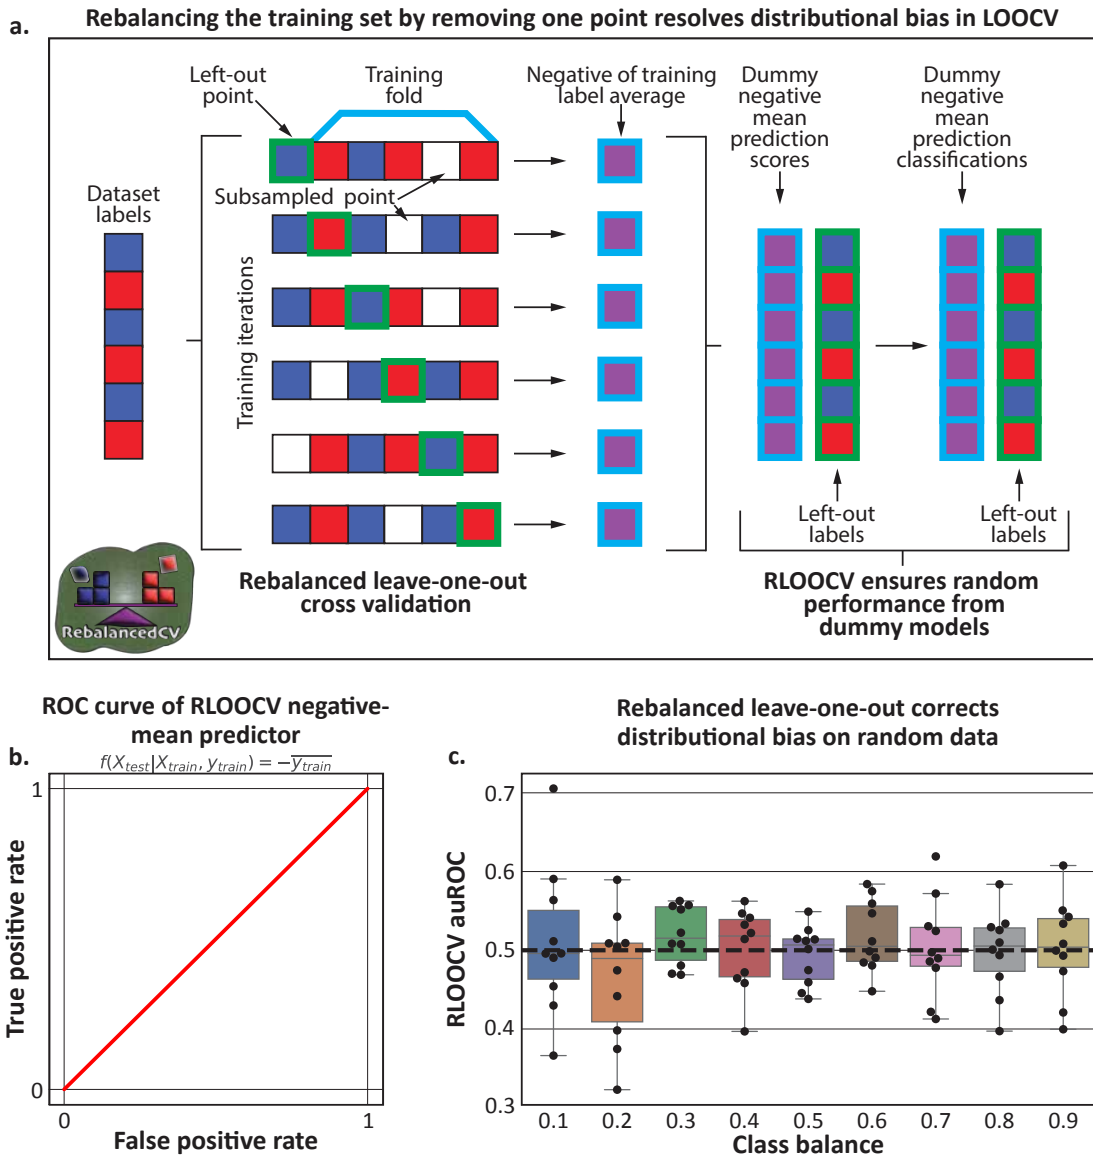 Rebalancing the training set by removing one point resolves distributional bias in LOOCV
a.
Left-out
point
Training
fold
Negative of training
label average
Dummy
negative
mean
prediction
scores
Dummy
negative
mean
prediction
classifications
Dataset
labels
Subsampled point
Training iterations
Left-out
labels
Left-out
labels
Rebalanced leave-one-out
cross validation
RLOOCV ensures random
performance from
dummy models
RebalancedCV
ROC curve of RLOOCV negative-
mean predictor
b.
f(X_test|X_train, y_train) = −\overline{y_train}
1
True positive rate
0
0
1
False positive rate
Rebalanced leave-one-out corrects
distributional bias on random data
c.
0.7
0.6
0.5
0.4
0.3
RLOOCV auROC
0.1 0.2 0.3 0.4 0.5 0.6 0.7 0.8 0.9
Class balance